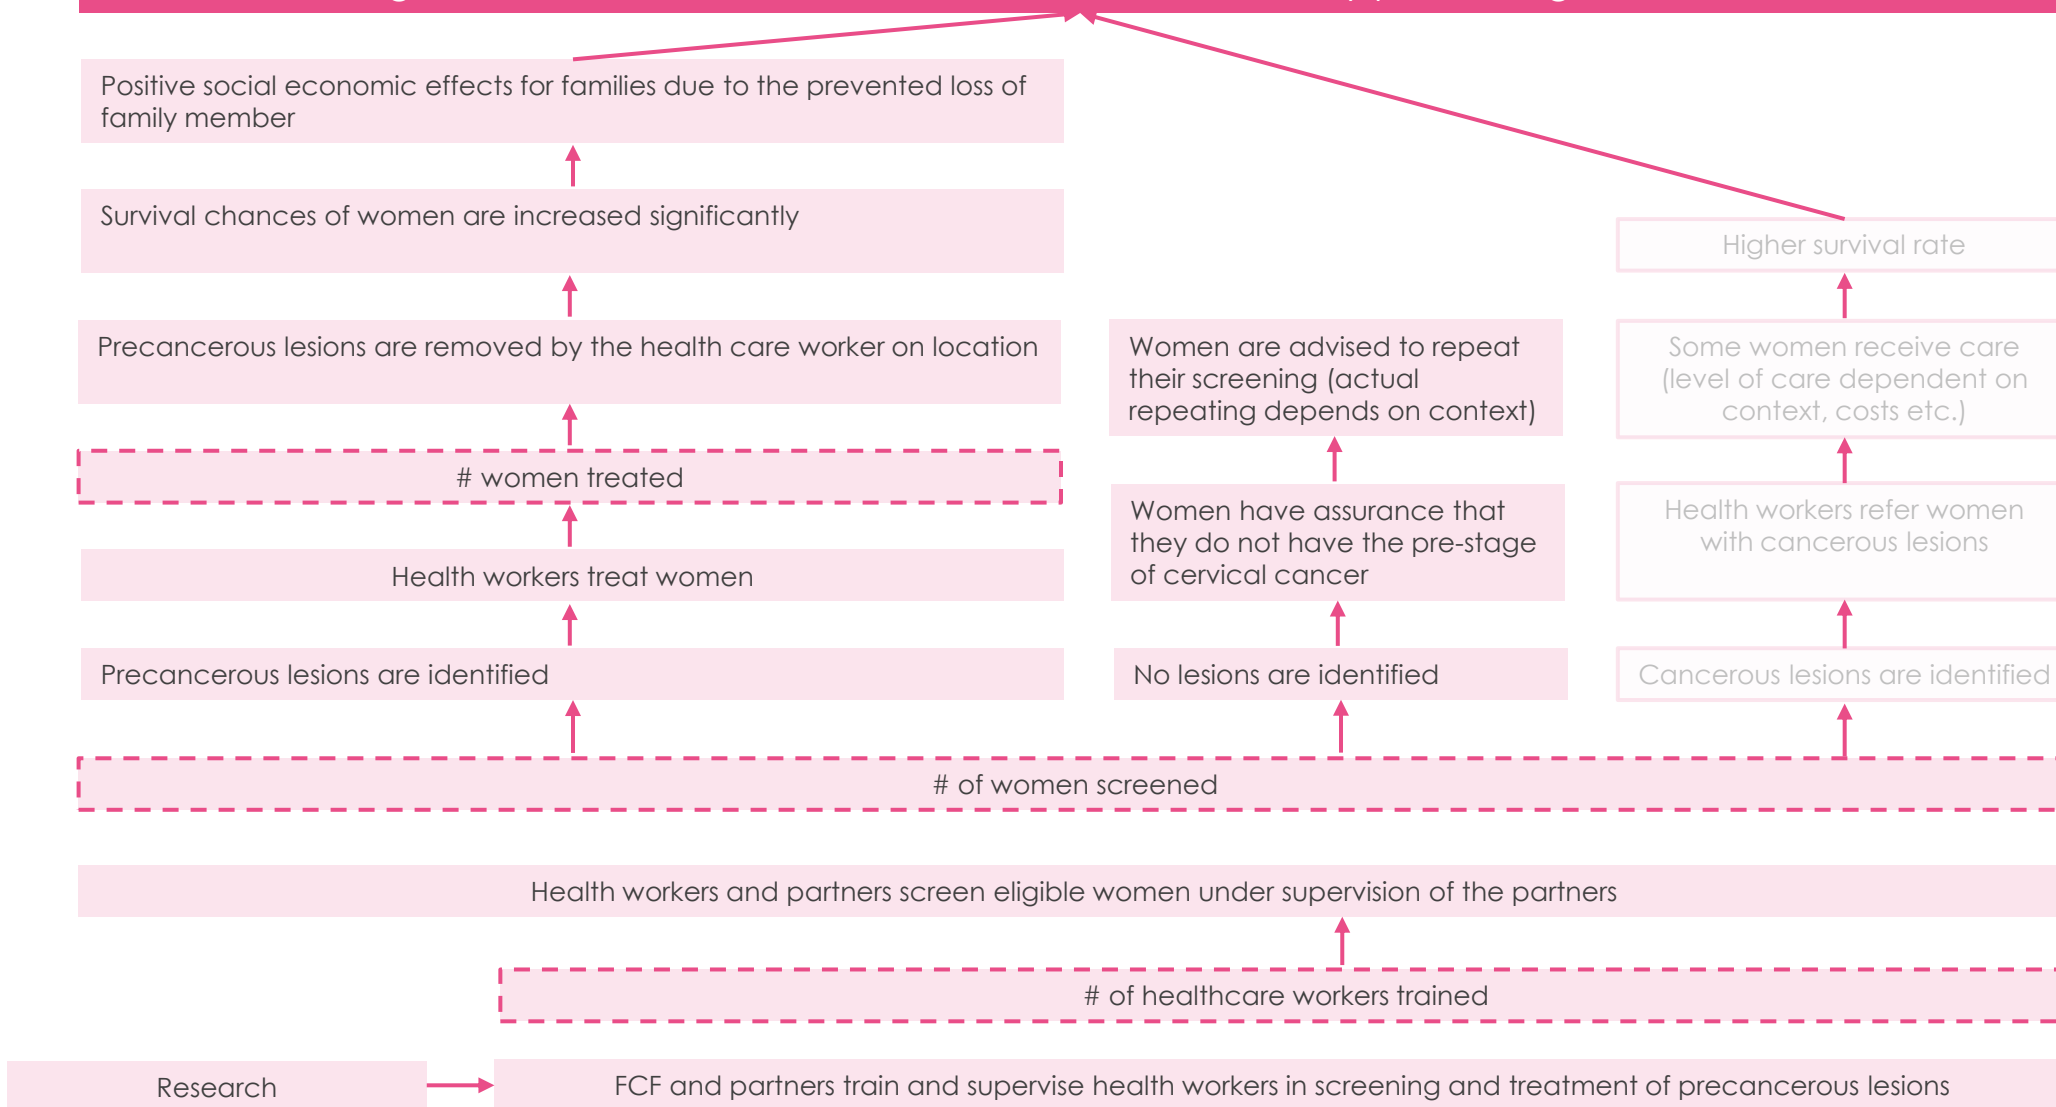 Positive social economic effects for families due to the prevented loss of
family member
Survival chances of women are increased significantly
Higher survival rate
Precancerous lesions are removed by the health care worker on location
Women are advised to repeat
their screening (actual
repeating depends on context)
Some women receive care
(level of care dependent on
context, costs etc.)
# women treated
Women have assurance that
they do not have the pre-stage
of cervical cancer
Health workers refer women
with cancerous lesions
Health workers treat women
Precancerous lesions are identified
No lesions are identified
Cancerous lesions are identified
# of women screened
Health workers and partners screen eligible women under supervision of the partners
# of healthcare workers trained
Research
FCF and partners train and supervise health workers in screening and treatment of precancerous lesions